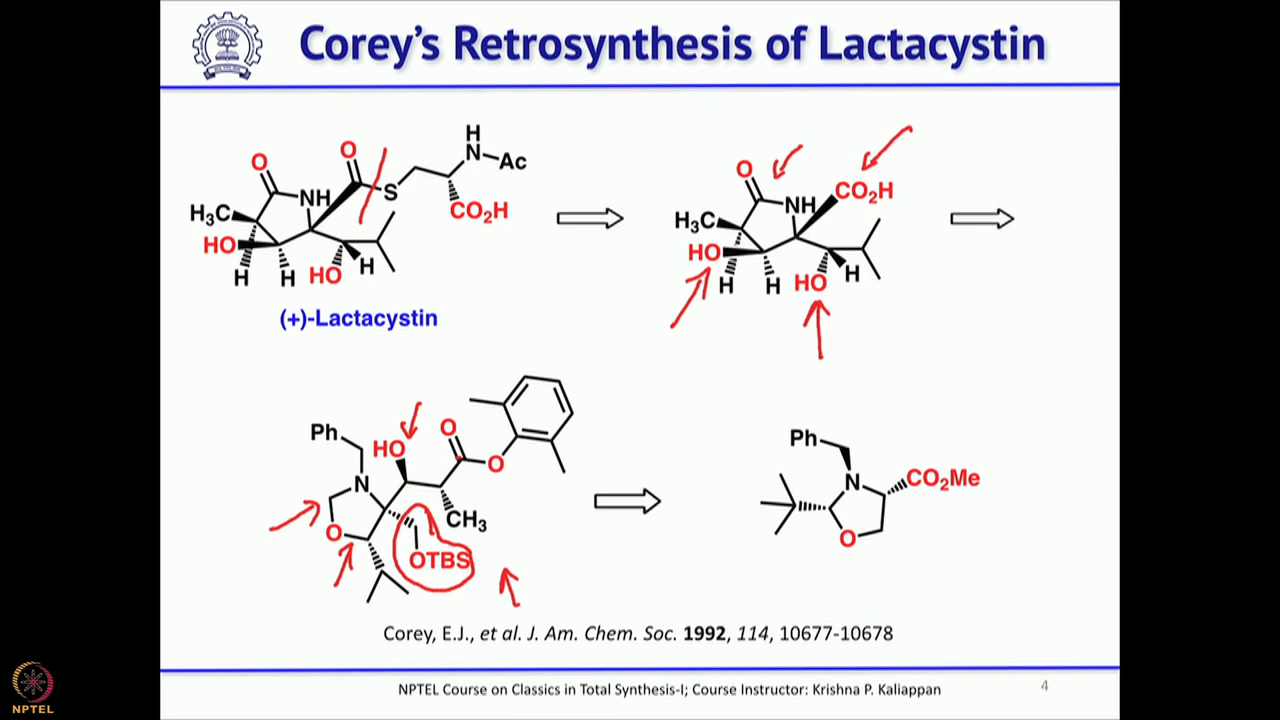 Corey's Retrosynthesis of Lactacystin
O O H
N Ac
NH S
H₃C CO₂H
HO
H H HO H
(+)-Lactacystin
O
NH CO₂H
H₃C
HO
H H HO H
Ph HO O
N O
CH₃
O OTBS
Ph
N CO₂Me
O
Corey, E.J., et al. J. Am. Chem. Soc. 1992, 114, 10677-10678
NPTEL Course on Classics in Total Synthesis-I; Course Instructor: Krishna P. Kaliappan
4
NPTEL